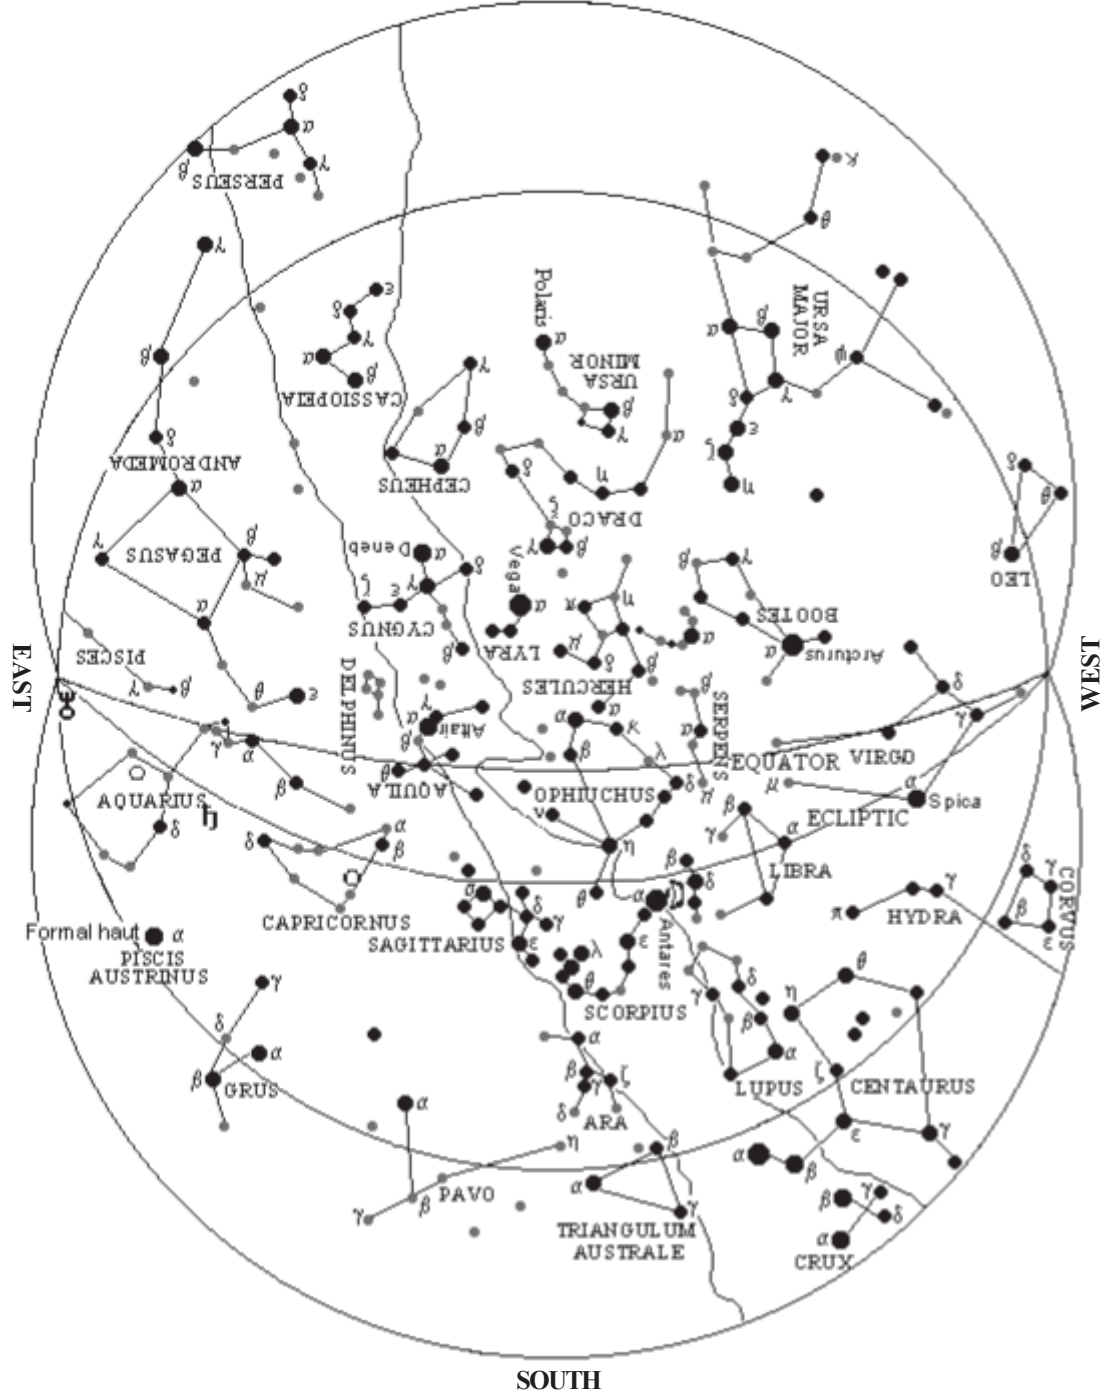 δ
α
β
γ
PERSEUS
κ
θ
γ
Polaris
α
URSA
MINOR
β
γ
URSA
MAJOR
α
β
δ
γ
ψ
ε
ζ
η
ε
δ
γ
α
β
CASSIOPEIA
γ
β
α
CEPHEUS
β
δ
ANDROMEDA
α
α
δ
η
DRACO
ξ
γ
β
δ
θ
β
LEO
γ
PEGASUS
β
μ
α
Deneb
α
γ
δ
ζ
ε
CYGNUS
Vega
α
LYRA
π
η
μ
δ
β
HERCULES
α
α
β
γ
BOOTES
α
Arcturus
EAST
WEST
PISCES
γ
β
θ
ε
DELPHINUS
γ
α
β
Altair
θ
AQUILA
α
κ
β
λ
δ
OPHIUCHUS
ν
η
θ
β
α
μ
SERPENS
EQUATOR
VIRGO
δ
γ
μ
α
Spica
ECLIPTIC
γ
α
β
AQUARIUS
δ
δ
α
β
CAPRICORNUS
β
γ
α
LIBRA
σ
δ
γ
SAGITTARIUS
ε
α
δ
Antares
ε
λ
θ
SCORPIUS
π
HYDRA
γ
δ
γ
β
ε
CORVUS
Formal haut
α
PISCIS
AUSTRINUS
γ
δ
α
β
GRUS
γ
δ
β
α
LUPUS
θ
η
ζ
CENTAURUS
ε
γ
α
β
α
β
γ
ζ
δ
ARA
α
η
β
γ
PAVO
β
α
γ
TRIANGULUM
AUSTRALE
β
γ
δ
α
CRUX
SOUTH